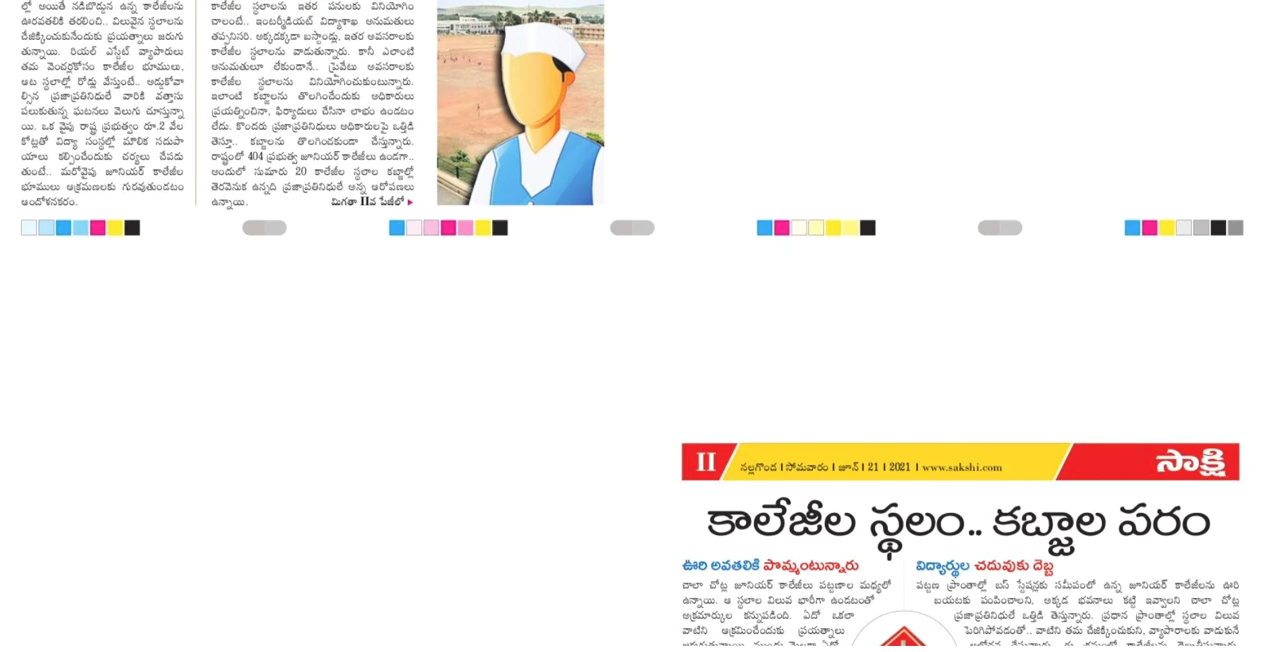 ల్లో అయితే నడిబొడ్డున ఉన్న కాలేజీలను
ఊరవతలికి తరలించి.. విలువైన స్థలాలను
చేజిక్కించుకునేందుకు ప్రయత్నాలు జరుగు
తున్నాయి. రియల్ ఎస్టేట్ వ్యాపారులు
తమ వెంచర్లకోసం కాలేజీల భూములు,
ఆట స్థలాల్లో రోడ్లు వేస్తుంటే.. అడ్డుకోవా
ల్సిన ప్రజాప్రతినిధులే వారికి వత్తాసు
పలుకుతున్న ఘటనలు వెలుగు చూస్తున్నా
యి. ఒక వైపు రాష్ట్ర ప్రభుత్వం రూ.2 వేల
కోట్లతో విద్యా సంస్థల్లో మౌలిక సదుపా
యాలు కల్పించేందుకు చర్యలు చేపడు
తుంటే.. మరోవైపు జూనియర్ కాలేజీల
భూములు ఆక్రమణలకు గురవుతుండటం
ఆందోళనకరం.
కాలేజీల స్థలాలను ఇతర పనులకు వినియోగిం
చాలంటే.. ఇంటర్మీడియట్ విద్యాశాఖ అనుమతులు
తప్పనిసరి. అక్కడక్కడా బస్టాండ్లు, ఇతర అవసరాలకు
కాలేజీల స్థలాలను వాడుతున్నారు. కానీ ఎలాంటి
అనుమతులూ లేకుండానే.. ప్రైవేటు అవసరాలకు
కాలేజీల స్థలాలను వినియోగించుకుంటున్నారు.
ఇలాంటి కబ్జాలను తొలగించేందుకు అధికారులు
ప్రయత్నించినా, ఫిర్యాదులు చేసినా లాభం ఉండటం
లేదు. కొందరు ప్రజాప్రతినిధులు అధికారులపై ఒత్తిడి
తెస్తూ.. కబ్జాలను తొలగించకుండా చేస్తున్నారు.
రాష్ట్రంలో 404 ప్రభుత్వ జూనియర్ కాలేజీలు ఉండగా..
అందులో సుమారు 20 కాలేజీల స్థలాల కబ్జాల్లో
తెరవెనుక ఉన్నది ప్రజాప్రతినిధులే అన్న ఆరోపణలు
ఉన్నాయి. మిగతా IIవ పేజీలో ▶
II నల్లగొండ I సోమవారం I జూన్ I 21 I 2021 I www.sakshi.com సాక్షి
కాలేజీల స్థలం.. కబ్జాల పరం
ఊరి అవతలికి పొమ్మంటున్నారు
చాలా చోట్ల జూనియర్ కాలేజీలు పట్టణాల మధ్యలో
ఉన్నాయి. ఆ స్థలాల విలువ భారీగా ఉండటంతో
అక్రమార్కుల కన్నుపడింది. ఏదో ఒకలా
వాటిని ఆక్రమించేందుకు ప్రయత్నాలు
విద్యార్థుల చదువుకు దెబ్బ
పట్టణ ప్రాంతాల్లో బస్ స్టేషన్లకు సమీపంలో ఉన్న జూనియర్ కాలేజీలను ఊరి
బయటకు పంపించాలని, అక్కడ భవనాలు కట్టి ఇవ్వాలని చాలా చోట్ల
ప్రజాప్రతినిధులే ఒత్తిడి తెస్తున్నారు. ప్రధాన ప్రాంతాల్లో స్థలాల విలువ
పెరిగిపోవడంతో.. వాటిని తమ చేజిక్కించుకుని, వ్యాపారాలకు వాడుకునే